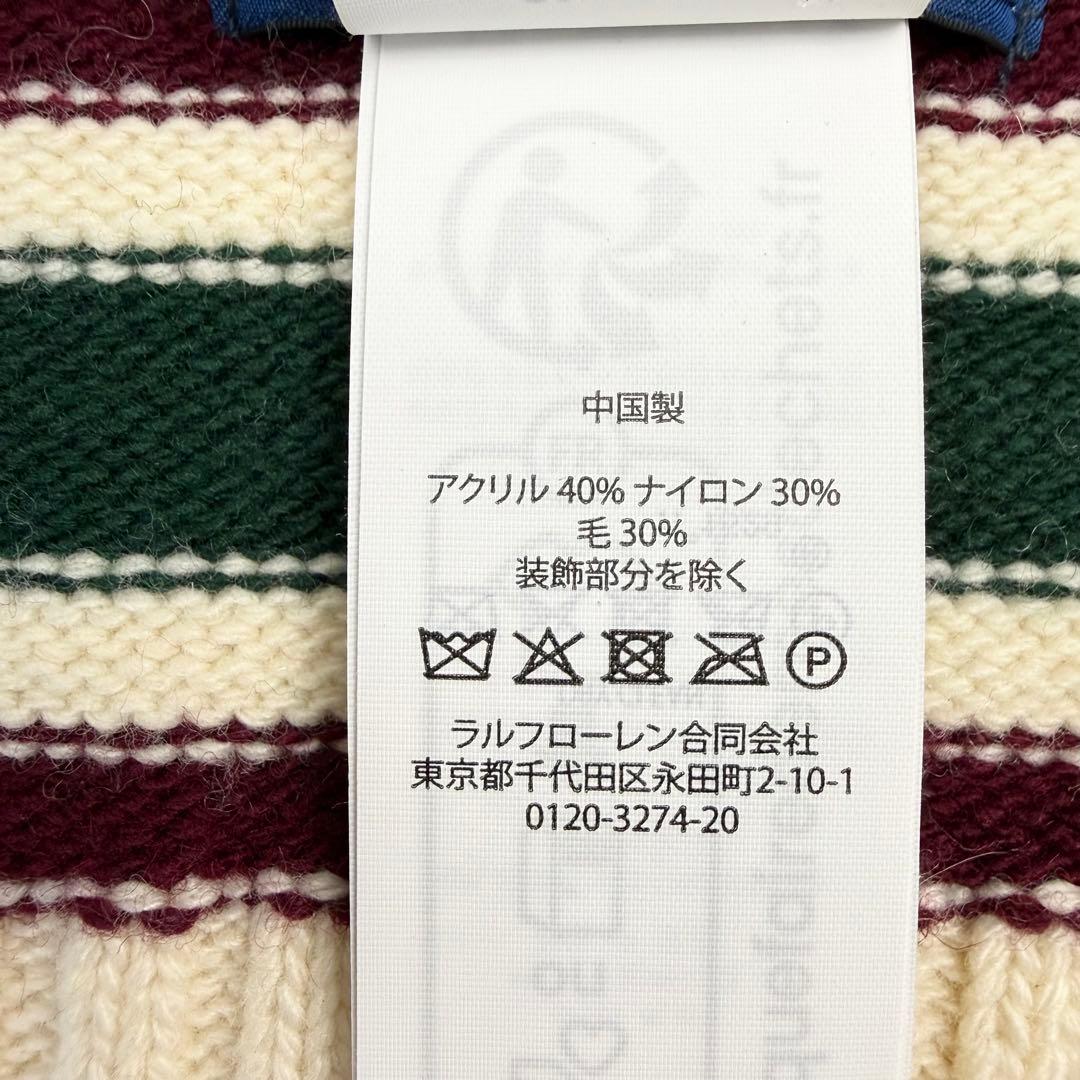 中国製
アクリル 40% ナイロン 30%
毛 30%
装飾部分を除く
P
ラルフローレン合同会社
東京都千代田区永田町2-10-1
0120-3274-20